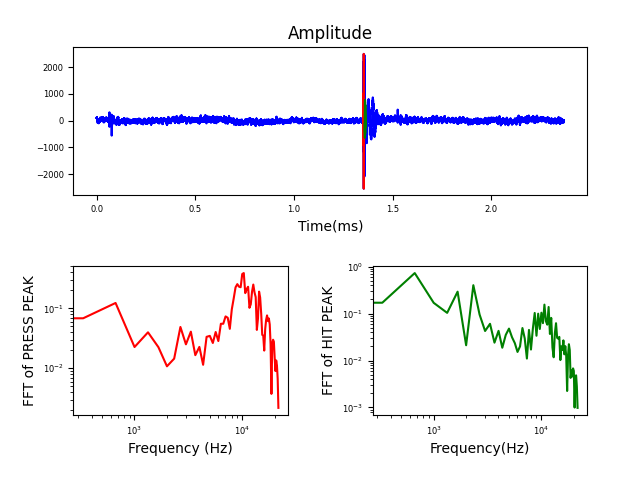 Amplitude
2000
1000
0
−1000
−2000
0.0 0.5 1.0 1.5 2.0
Time(ms)
FFT of PRESS PEAK
10⁻¹
10⁻²
10³ 10⁴
Frequency (Hz)
FFT of HIT PEAK
10⁰
10⁻¹
10⁻²
10⁻³
10³ 10⁴
Frequency(Hz)